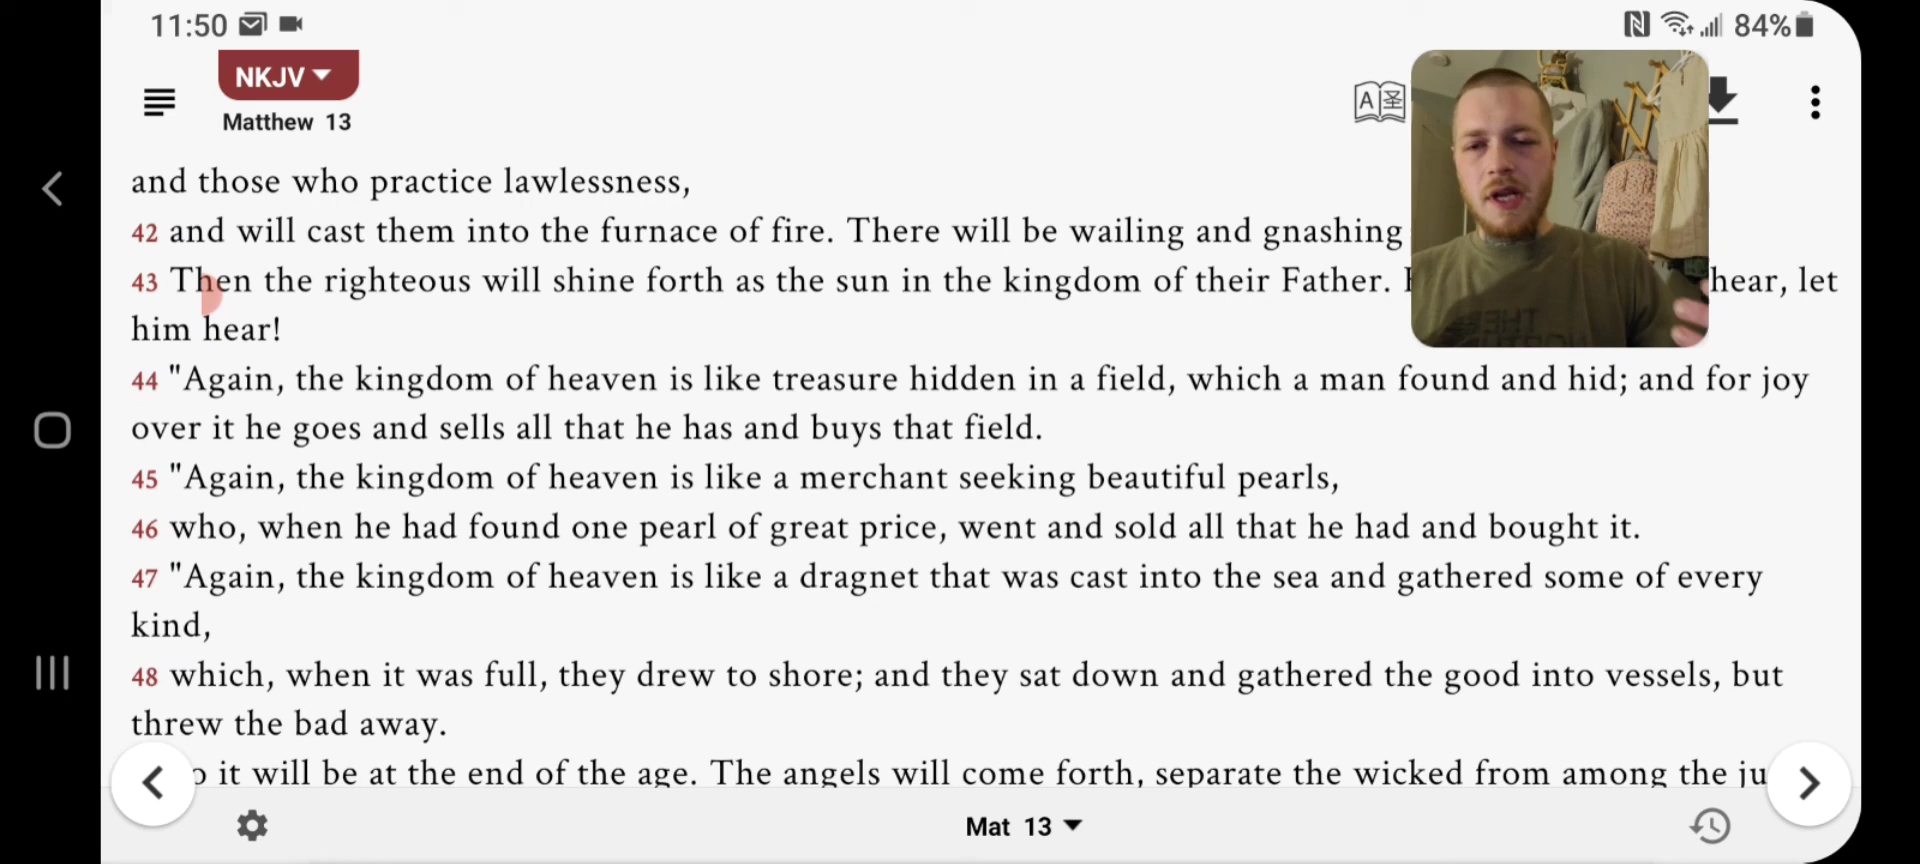 11:50
84%
NKJV
Matthew 13
A 圣
and those who practice lawlessness,
42 and will cast them into the furnace of fire. There will be wailing and gnashing
43 Then the righteous will shine forth as the sun in the kingdom of their Father. hear, let
him hear!
44 "Again, the kingdom of heaven is like treasure hidden in a field, which a man found and hid; and for joy
over it he goes and sells all that he has and buys that field.
45 "Again, the kingdom of heaven is like a merchant seeking beautiful pearls,
46 who, when he had found one pearl of great price, went and sold all that he had and bought it.
47 "Again, the kingdom of heaven is like a dragnet that was cast into the sea and gathered some of every
kind,
48 which, when it was full, they drew to shore; and they sat down and gathered the good into vessels, but
threw the bad away.
it will be at the end of the age. The angels will come forth, separate the wicked from among the
Mat 13